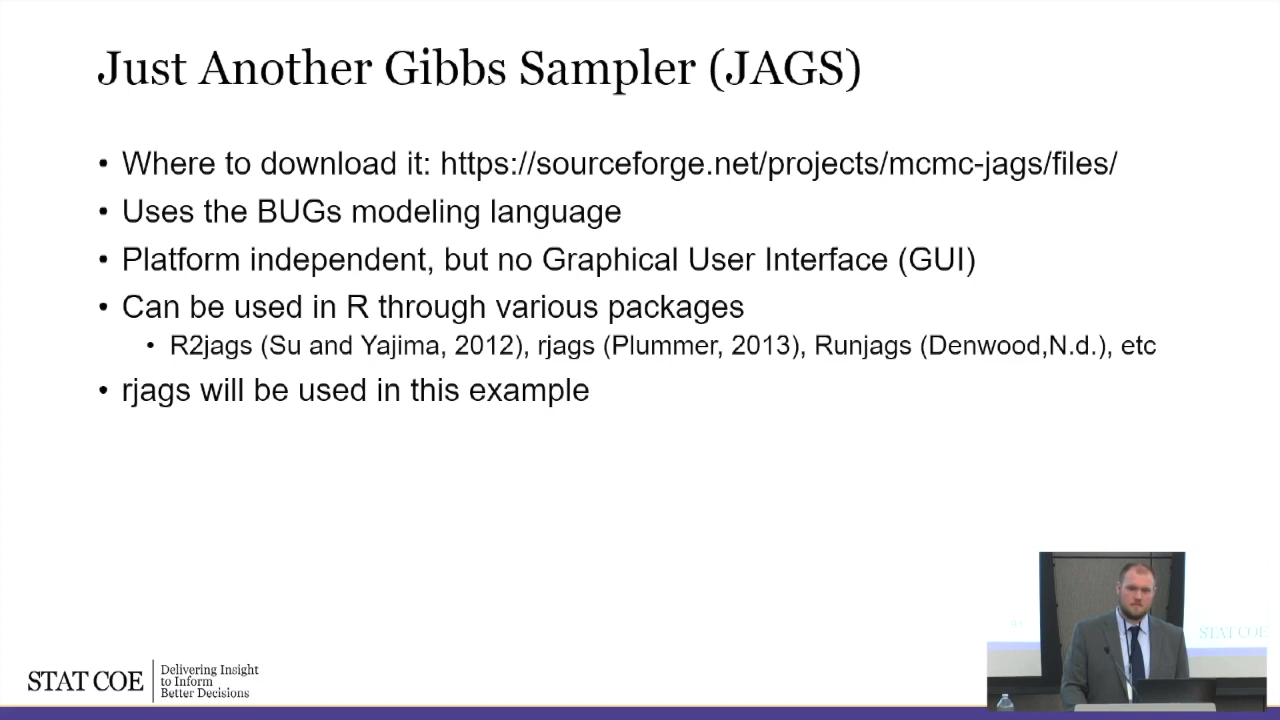 Just Another Gibbs Sampler (JAGS)
• Where to download it: https://sourceforge.net/projects/mcmc-jags/files/
• Uses the BUGs modeling language
• Platform independent, but no Graphical User Interface (GUI)
• Can be used in R through various packages
• R2jags (Su and Yajima, 2012), rjags (Plummer, 2013), Runjags (Denwood,N.d.), etc
• rjags will be used in this example
STAT COE
Delivering Insight
to Inform
Better Decisions
STAT COE